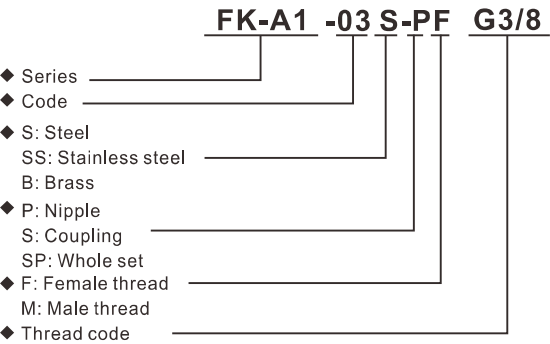 FK-A1 -03 S-PF G3/8
◆ Series
◆ Code
◆ S: Steel
SS: Stainless steel
B: Brass
◆ P: Nipple
S: Coupling
SP: Whole set
◆ F: Female thread
M: Male thread
◆ Thread code